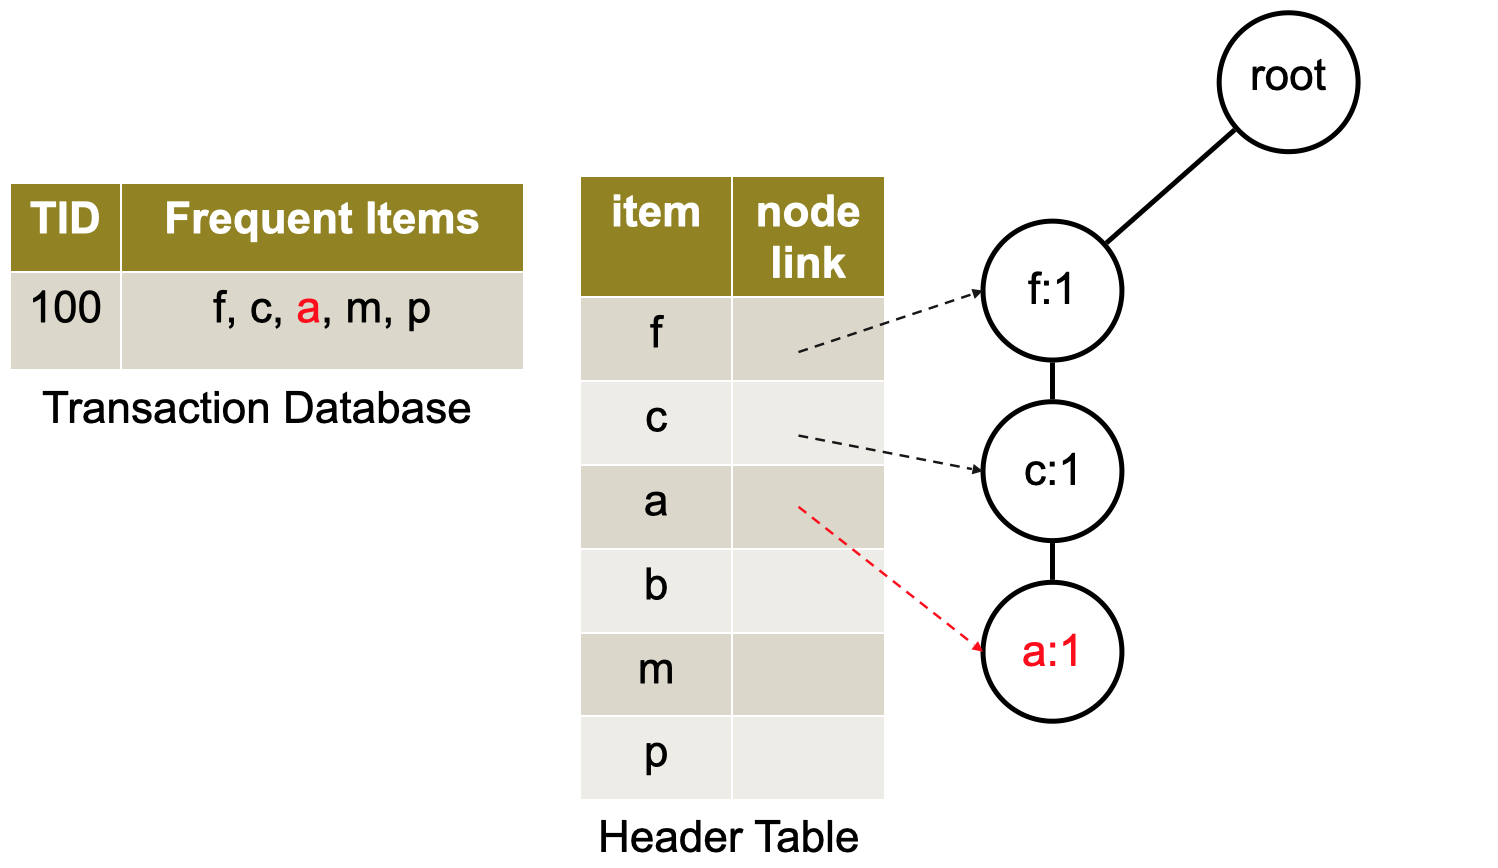 TID Frequent Items
100 f, c, a, m, p
Transaction Database
item node
link
f
c
a
b
m
p
Header Table
root
f:1
c:1
a:1